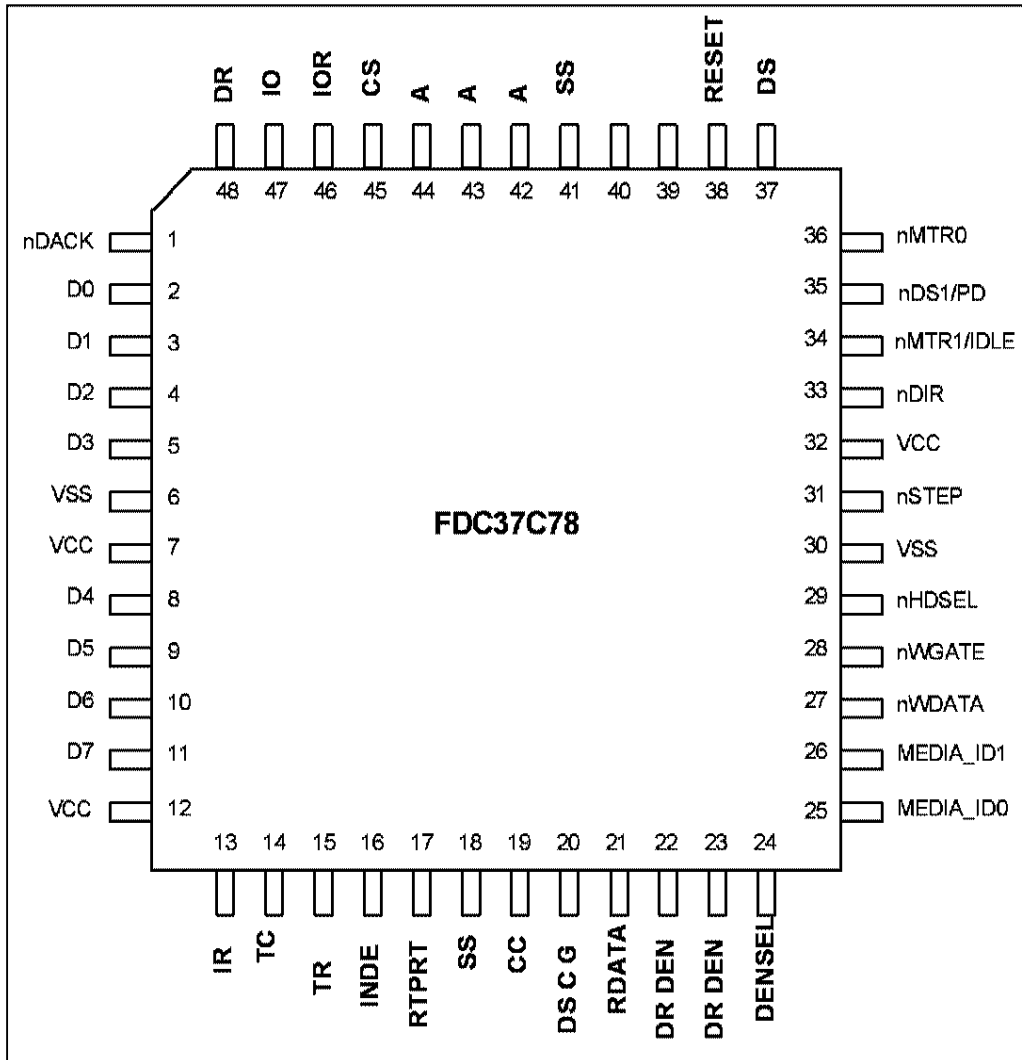 DR IO IOR CS A A A SS RESET DS
48 47 46 45 44 43 42 41 40 39 38 37
nDACK 1 36 nMTR0
D0 2 35 nDS1/PD
D1 3 34 nMTR1/IDLE
D2 4 33 nDIR
D3 5 32 VCC
VSS 6 31 nSTEP
FDC37C78
VCC 7 30 VSS
D4 8 29 nHDSEL
D5 9 28 nWGATE
D6 10 27 nWDATA
D7 11 26 MEDIA_ID1
VCC 12 25 MEDIA_ID0
13 14 15 16 17 18 19 20 21 22 23 24
IR TC TR INDE RTPRT SS CC DS C G RDATA DR DEN DR DEN DENSEL